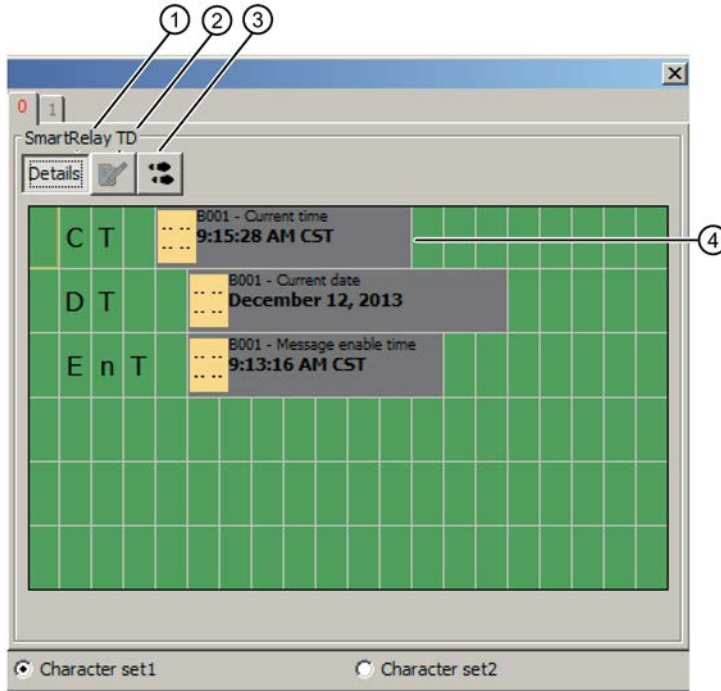 1 2 3
0 1
SmartRelay TD
Details
C T B001 - Current time
9:15:28 AM CST
4
D T B001 - Current date
December 12, 2013
E n T B001 - Message enable time
9:13:16 AM CST
Character set1 Character set2